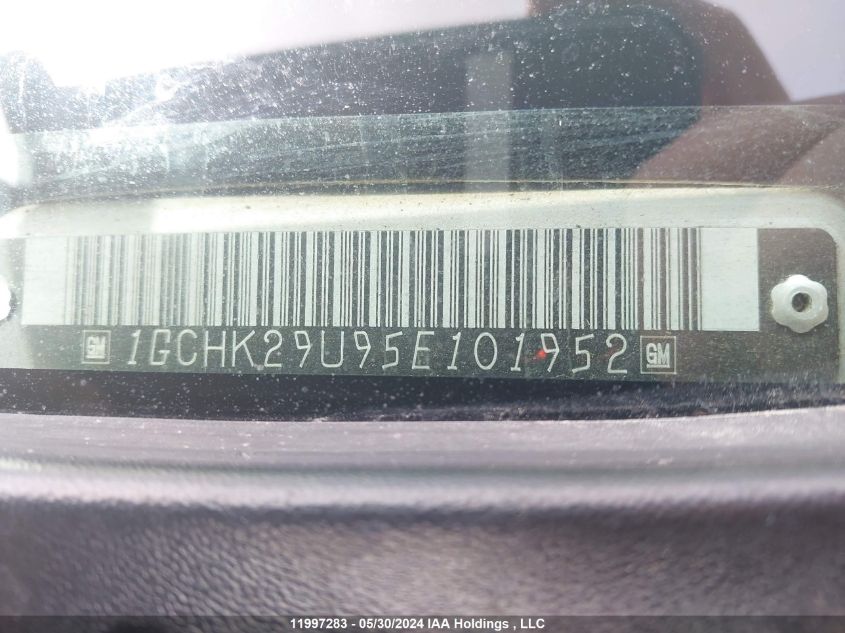 GM 1GCHK29U95E101952 GM
11997283 - 05/30/2024 IAA Holdings , LLC